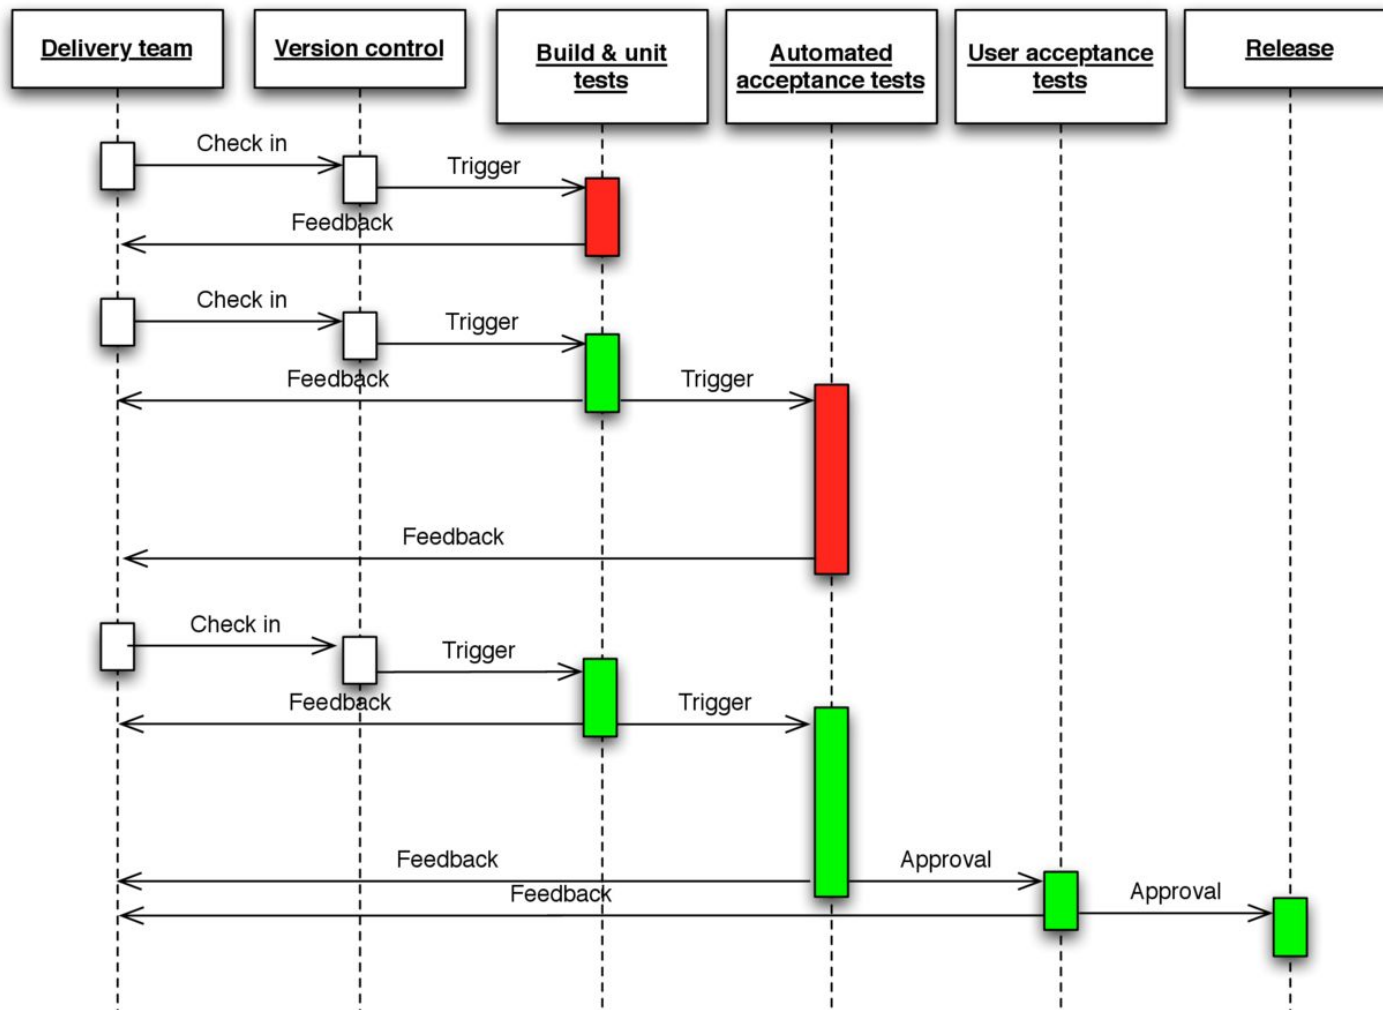 Delivery team
Version control
Build & unit
tests
Automated
acceptance tests
User acceptance
tests
Release
Check in
Trigger
Feedback
Check in
Trigger
Feedback
Trigger
Feedback
Check in
Trigger
Feedback
Trigger
Feedback
Approval
Feedback
Approval